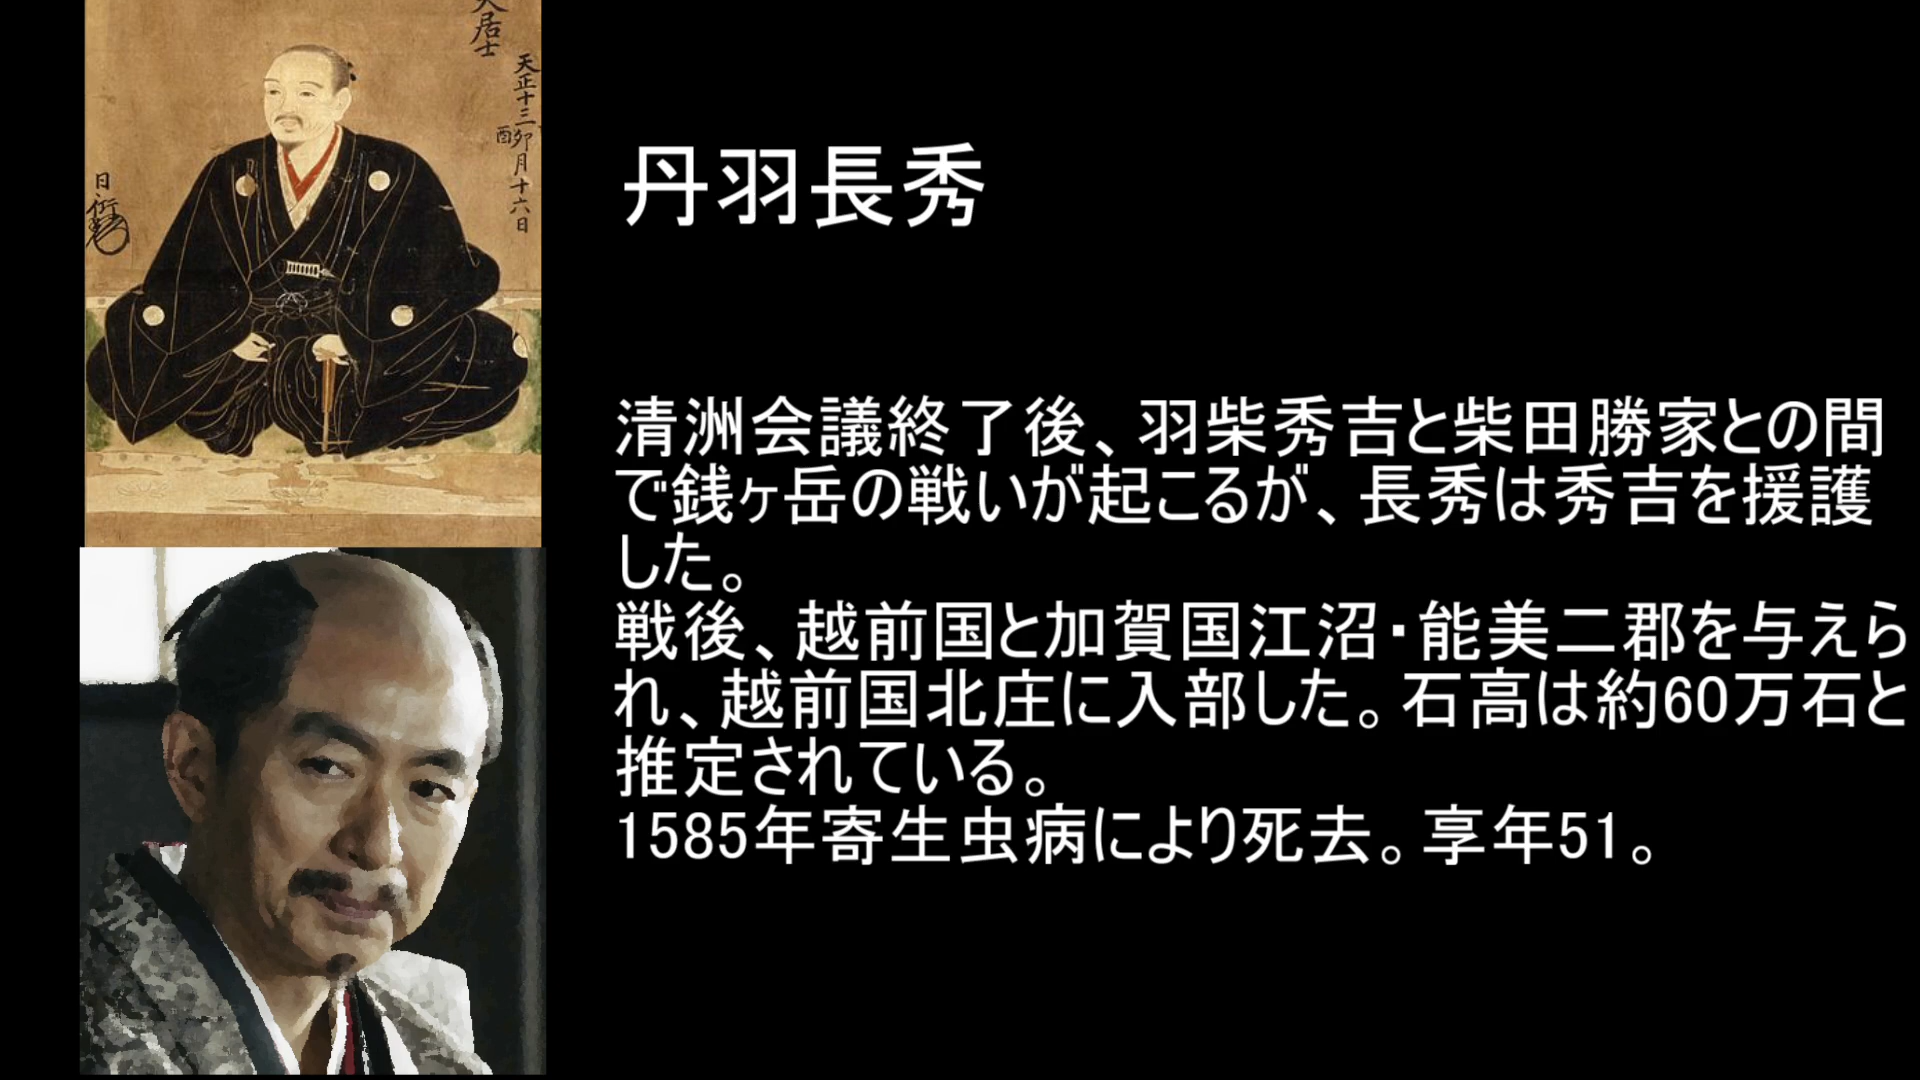 大居士
天正十三卯月十六日
酉
日
丹羽長秀
清洲会議終了後、羽柴秀吉と柴田勝家との間
で銭ヶ岳の戦いが起こるが、長秀は秀吉を援護
した。
戦後、越前国と加賀国江沼・能美二郡を与えら
れ、越前国北庄に入部した。石高は約60万石と
推定されている。
1585年寄生虫病により死去。享年51。